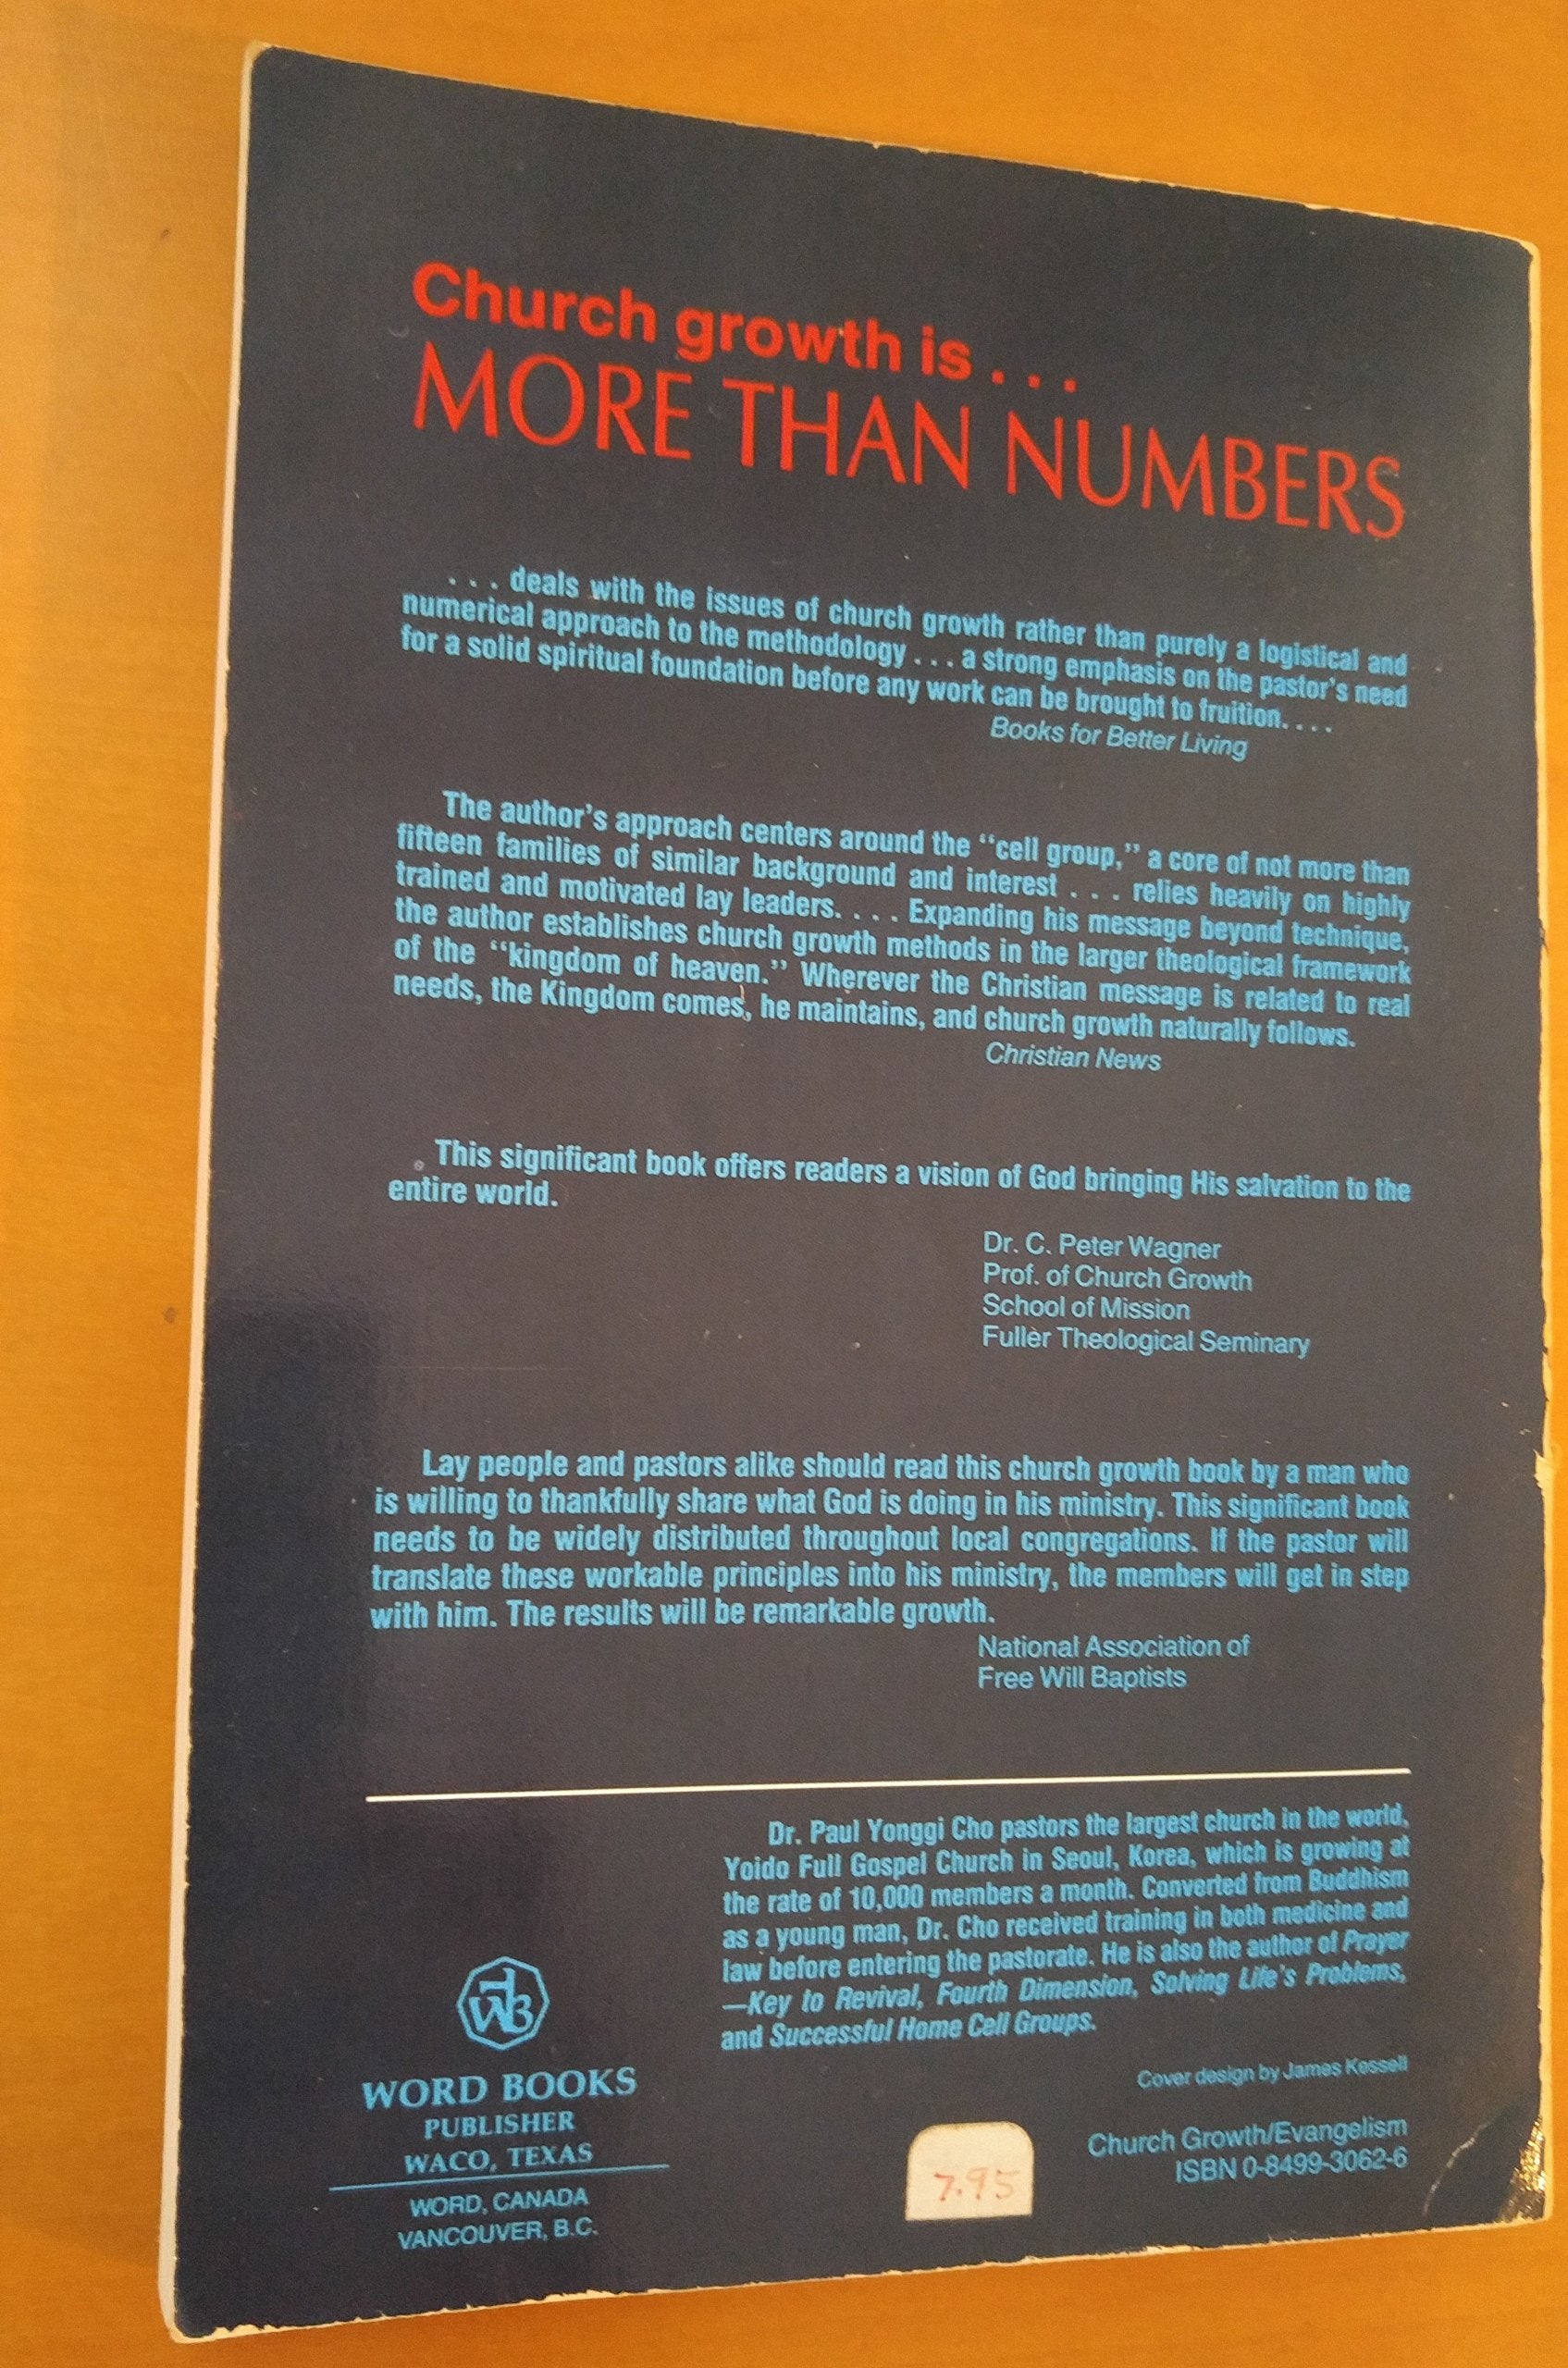 Church growth is . . .
MORE THAN NUMBERS
. . . deals with the issues of church growth rather than purely a logistical and
numerical approach to the methodology . . . a strong emphasis on the pastor's need
for a solid spiritual foundation before any work can be brought to fruition. . . .
Books for Better Living
The author's approach centers around the "cell group," a core of not more than
fifteen families of similar background and interest . . . relies heavily on highly
trained and motivated lay leaders. . . . Expanding his message beyond technique,
the author establishes church growth methods in the larger theological framework
of the "kingdom of heaven." Wherever the Christian message is related to real
needs, the Kingdom comes, he maintains, and church growth naturally follows.
Christian News
This significant book offers readers a vision of God bringing His salvation to the
entire world.
Dr. C. Peter Wagner
Prof. of Church Growth
School of Mission
Fuller Theological Seminary
Lay people and pastors alike should read this church growth book by a man who
is willing to thankfully share what God is doing in his ministry. This significant book
needs to be widely distributed throughout local congregations. If the pastor will
translate these workable principles into his ministry, the members will get in step
with him. The results will be remarkable growth.
National Association of
Free Will Baptists
Dr. Paul Yonggi Cho pastors the largest church in the world,
Yoido Full Gospel Church in Seoul, Korea, which is growing at
the rate of 10,000 members a month. Converted from Buddhism
as a young man, Dr. Cho received training in both medicine and
law before entering the pastorate. He is also the author of Prayer
—Key to Revival, Fourth Dimension, Solving Life's Problems,
and Successful Home Cell Groups.
Cover design by James Kessell
Church Growth/Evangelism
ISBN 0-8499-3062-6
7.95
WB
WORD BOOKS
PUBLISHER
WACO, TEXAS
WORD, CANADA
VANCOUVER, B.C.